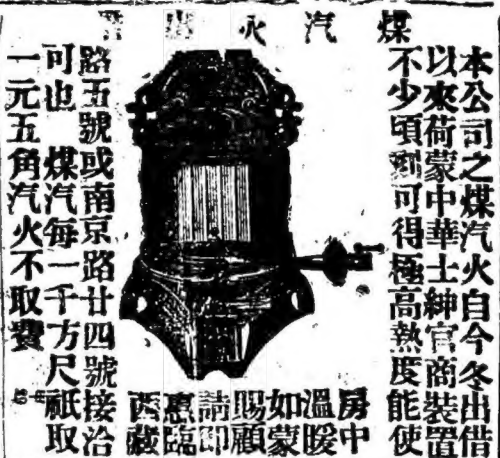 煤汽火出
本公司之煤汽火自今冬出借
以來荷蒙中華士紳官商裝置
不少頃刻可得極高熱度能使
房中
溫暖
如蒙
賜顧
請即
惠臨
西藏
路五號或南京路廿四號接洽
可也 煤汽每一千方尺祇取
一元五角汽火不取費